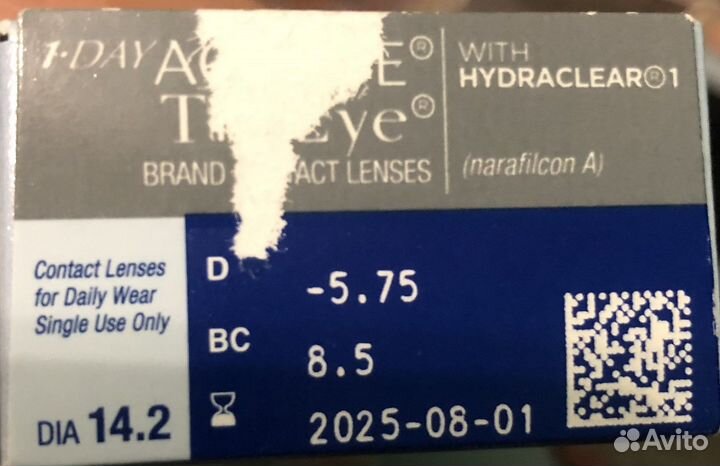 1·DAY
WITH
HYDRACLEAR®1
BRAND LENSES
(narafilcon A)
Contact Lenses
for Daily Wear
Single Use Only
DIA 14.2
D -5.75
BC 8.5
2025-08-01
Avito